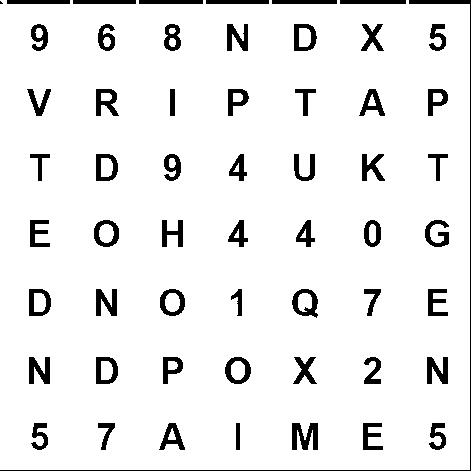 9 6 8 N D X 5
V R I P T A P
T D 9 4 U K T
E O H 4 4 0 G
D N O 1 Q 7 E
N D P O X 2 N
5 7 A I M E 5